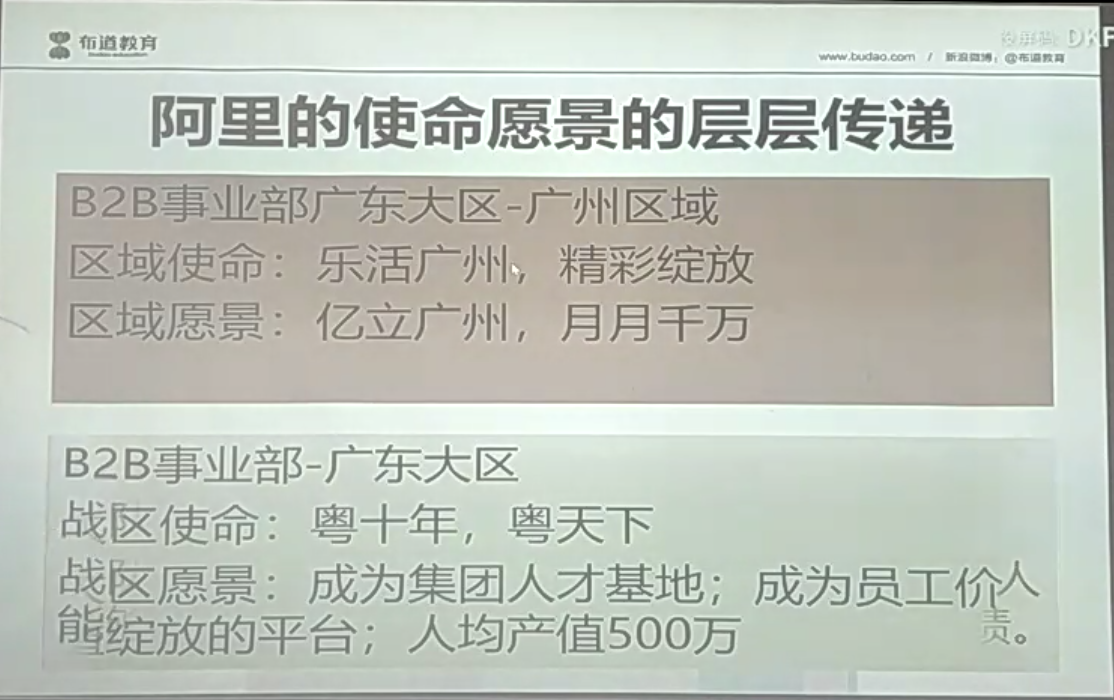 布道教育
www.budao.com / 新浪微博：@布道教育
阿里的使命愿景的层层传递
B2B事业部广东大区-广州区域
区域使命：乐活广州，精彩绽放
区域愿景：亿立广州，月月千万
B2B事业部-广东大区
战区使命：粤十年，粤天下
战区愿景：成为集团人才基地；成为员工价
绽放的平台；人均产值500万